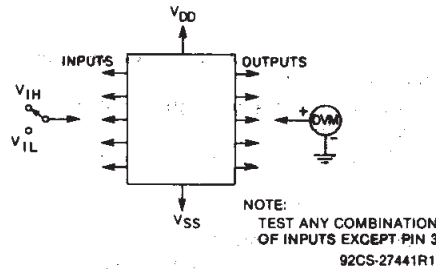 VDD
INPUTS
OUTPUTS
VIH
VIL
+
DVM
-
VSS
NOTE:
TEST ANY COMBINATION
OF INPUTS EXCEPT PIN 3
92CS-27441R1